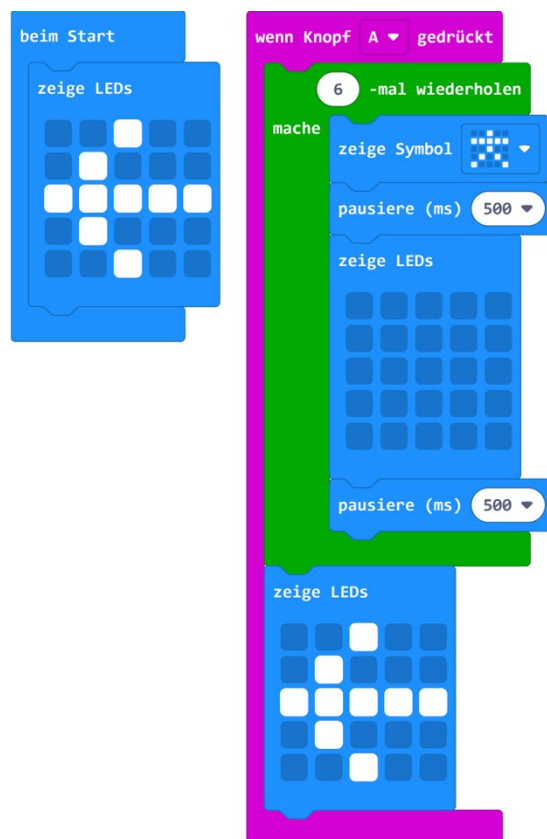 beim Start
zeige LEDs
wenn Knopf A gedrückt
6 -mal wiederholen
mache
zeige Symbol
pausiere (ms) 500
zeige LEDs
pausiere (ms) 500
zeige LEDs